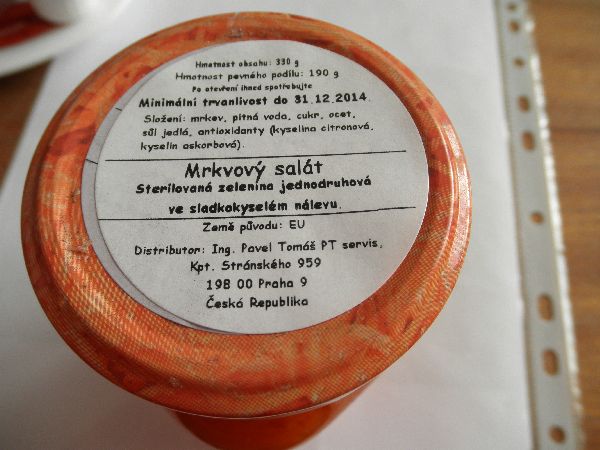 Hmotnost obsahu: 330 g
Hmotnost pevného podílu: 190 g
Po otevření ihned spotřebujte
Minimální trvanlivost do 31.12.2014.
Složení: mrkev, pitná voda, cukr, ocet,
sůl jedlá, antioxidanty (kyselina citronová,
kyselin askorbová).
Mrkvový salát
Sterilovaná zelenina jednodruhová
ve sladkokyselém nálevu.
Země původu: EU
Distributor: Ing. Pavel Tomáš PT servis,
Kpt. Stránského 959
198 00 Praha 9
Česká Republika